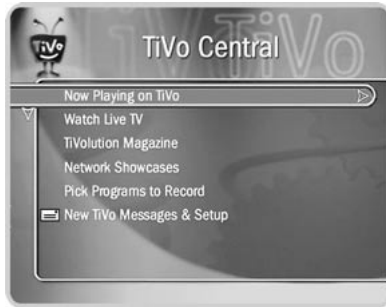 TiVo
TiVo Central
Now Playing on TiVo
Watch Live TV
TiVolution Magazine
Network Showcases
Pick Programs to Record
New TiVo Messages & Setup